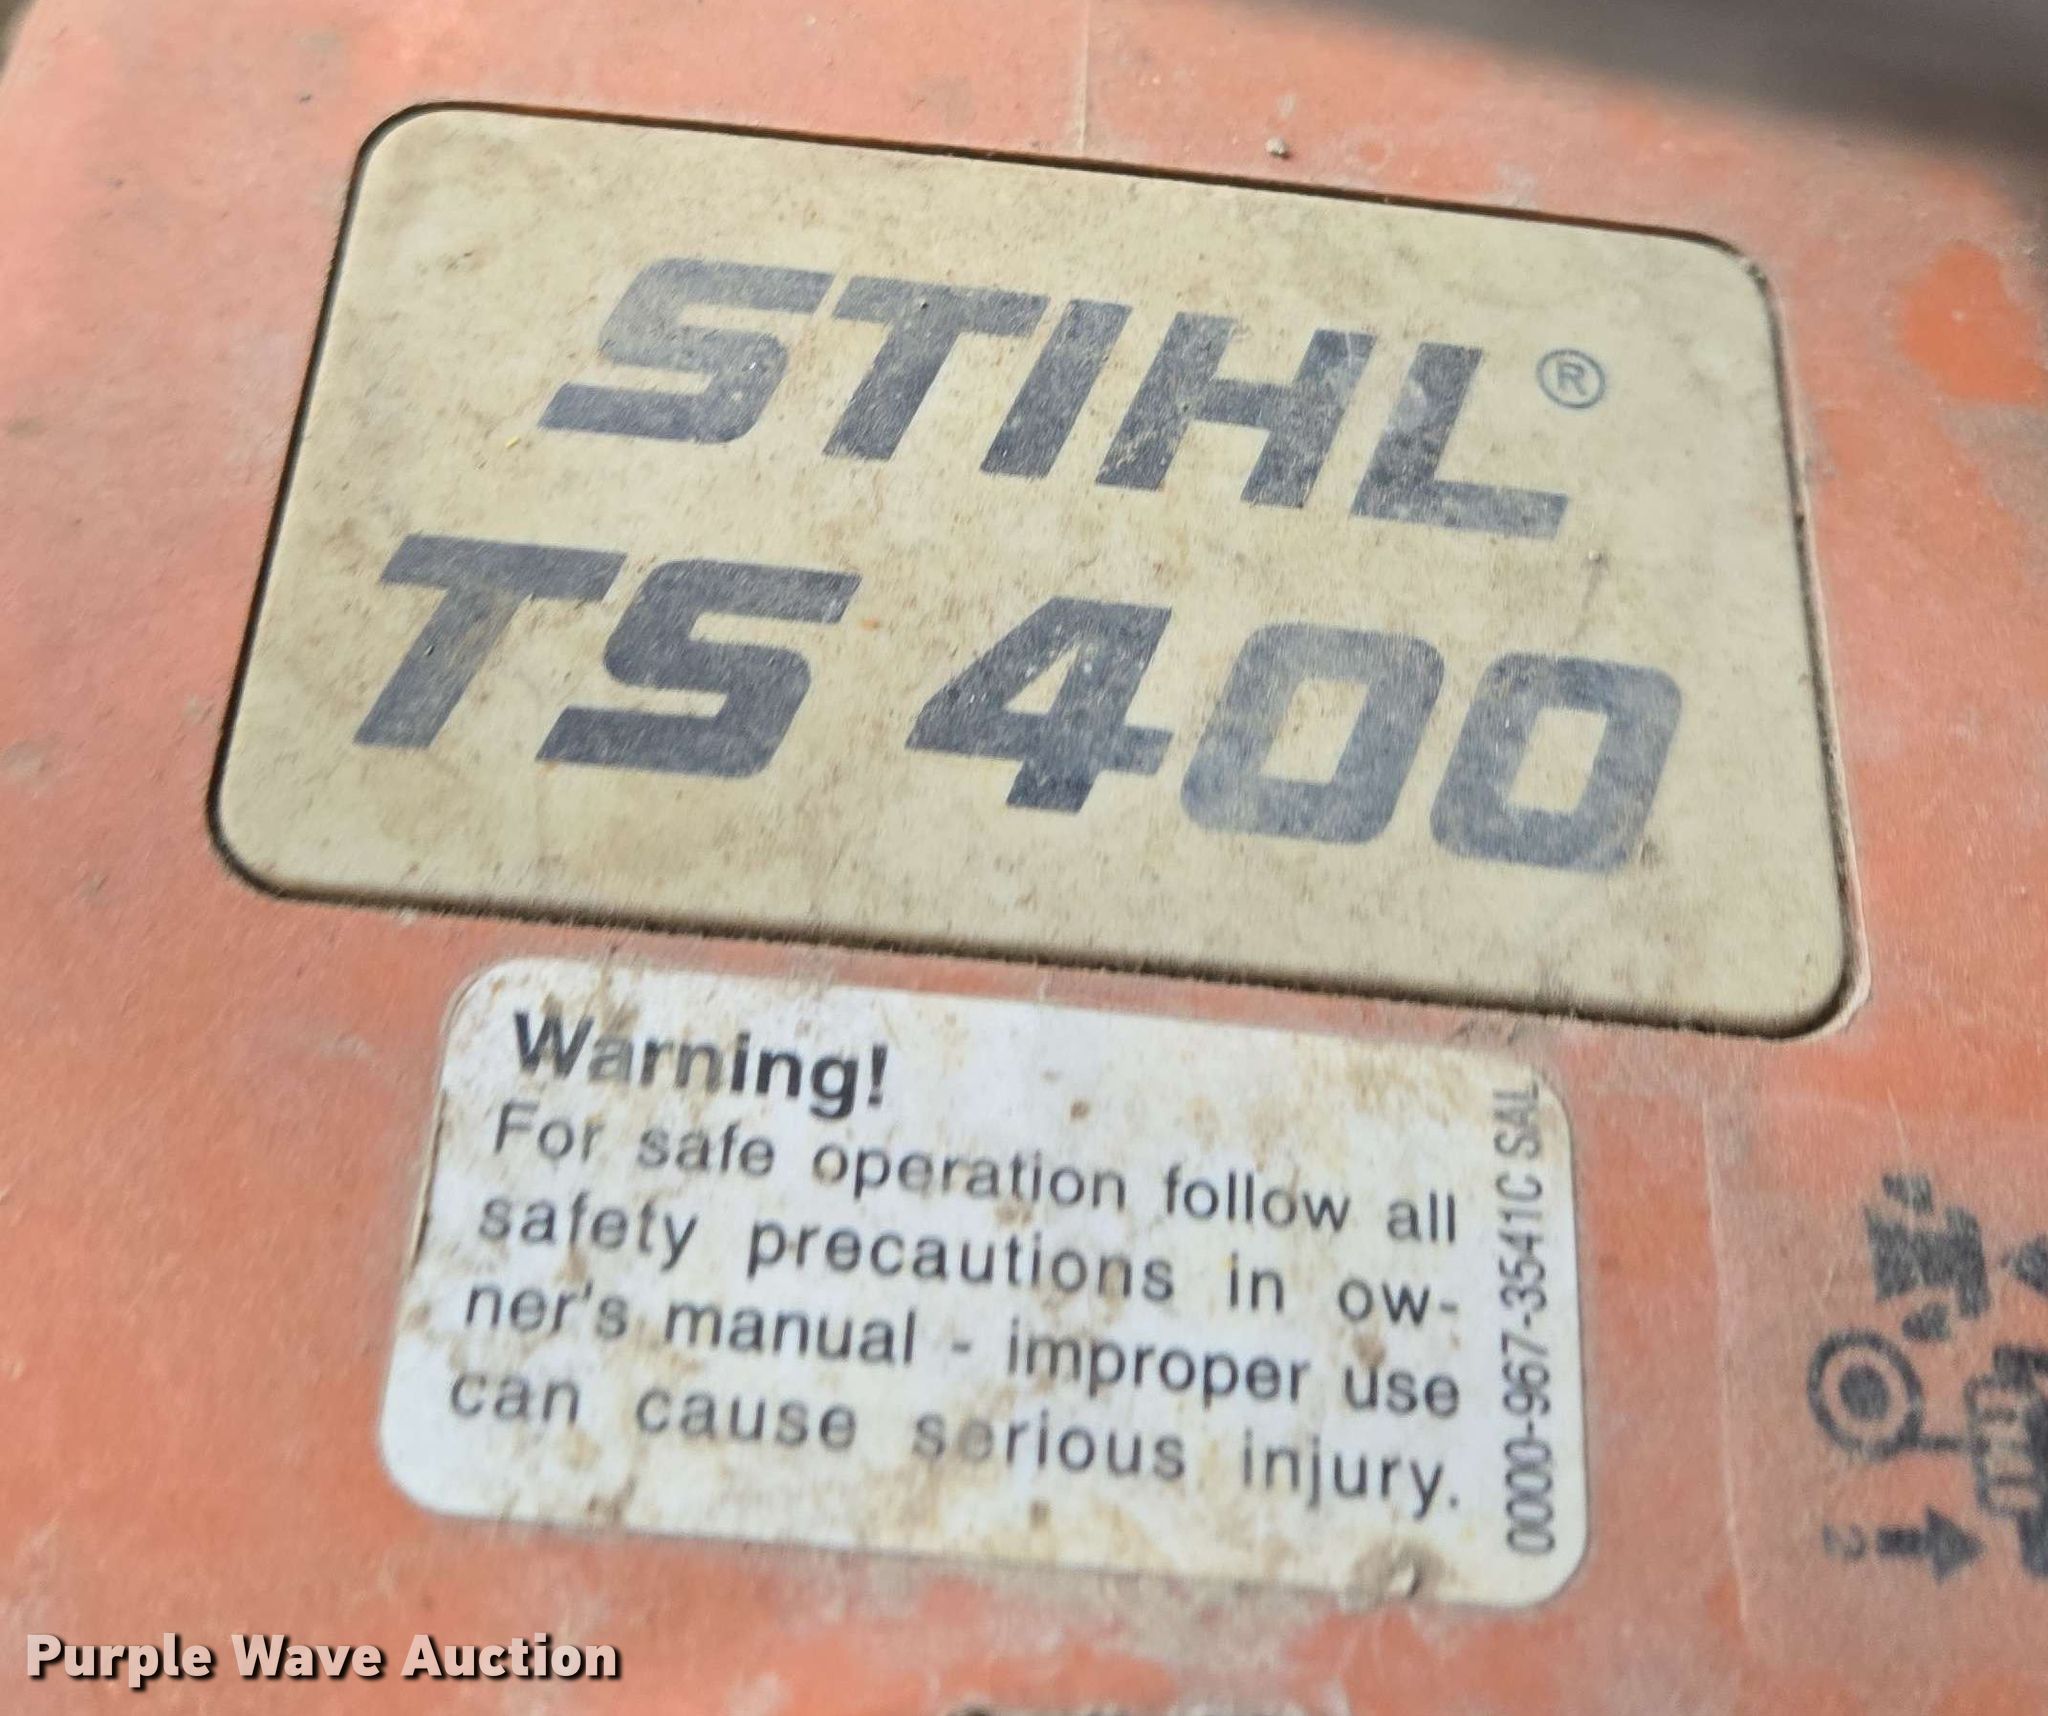 STIHL®
TS 400
Warning!
For safe operation follow all
safety precautions in ow-
ner's manual - improper use
can cause serious injury.
0000-967-3541C SAL
2
Purple Wave Auction